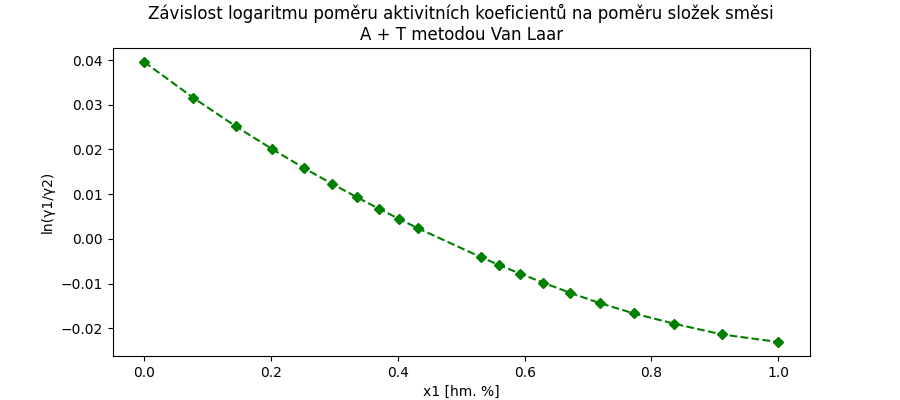 Závislost logaritmu poměru aktivitních koeficientů na poměru složek směsi
A + T metodou Van Laar
0.04
0.03
0.02
0.01
0.00
−0.01
−0.02
ln(γ1/γ2)
0.0 0.2 0.4 0.6 0.8 1.0
x1 [hm. %]